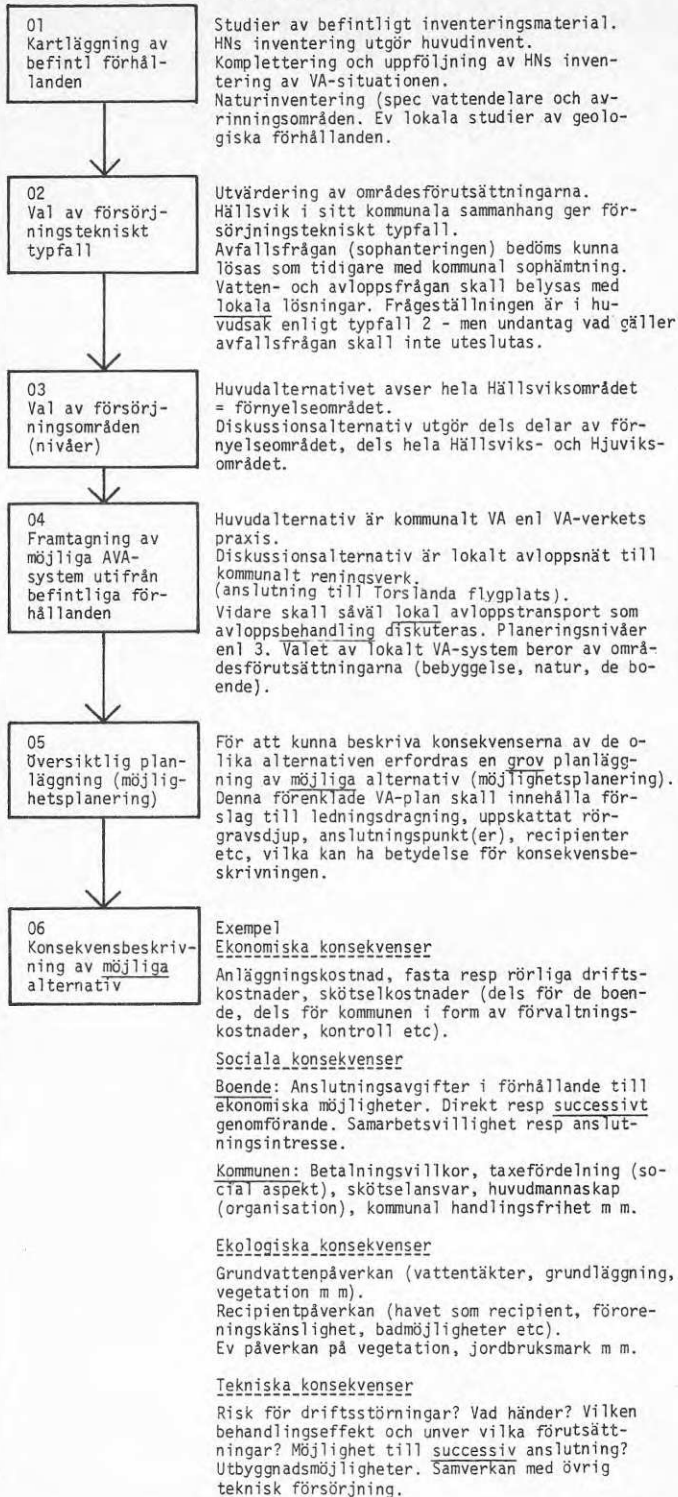 01
Kartläggning av
befintl förhål-
landen
Studier av befintligt inventeringsmaterial.
HNs inventering utgör huvudinvent.
Komplettering och uppföljning av HNs inven-
tering av VA-situationen.
Naturinventering (spec vattendelare och av-
rinningsområden. Ev lokala studier av geolo-
giska förhållanden.
02
Val av försörj-
ningstekniskt
typfall
Utvärdering av områdesförutsättningarna.
Hällsvik i sitt kommunala sammanhang ger för-
sörjningstekniskt typfall.
Avfallsfrågan (sophanteringen) bedöms kunna
lösas som tidigare med kommunal sophämtning.
Vatten- och avloppsfrågan skall belysas med
lokala lösningar. Frågeställningen är i hu-
vudsak enligt typfall 2 - men undantag vad gäller
avfallsfrågan skall inte uteslutas.
03
Val av försörj-
ningsområden
(nivåer)
Huvudalternativet avser hela Hällsviksområdet
= förnyelseområdet.
Diskussionsalternativ utgör dels delar av för-
nyelseområdet, dels hela Hällsviks- och Hjuviks-
området.
04
Framtagning av
möjliga AVA-
system utifrån
befintliga för-
hållanden
Huvudalternativ är kommunalt VA enl VA-verkets
praxis.
Diskussionsalternativ är lokalt avloppsnät till
kommunalt reningsverk.
(anslutning till Torslanda flygplats).
Vidare skall såväl lokal avloppstransport som
avloppsbehandling diskuteras. Planeringsnivåer
enl 3. Valet av lokalt VA-system beror av områ-
desförutsättningarna (bebyggelse, natur, de bo-
ende).
05
Översiktlig plan-
läggning (möjlig-
hetsplanering)
För att kunna beskriva konsekvenserna av de o-
lika alternativen erfordras en grov planlägg-
ning av möjliga alternativ (möjlighetsplanering).
Denna förenklade VA-plan skall innehålla för-
slag till ledningsdragning, uppskattat rör-
gravsdjup, anslutningspunkt(er), recipienter
etc, vilka kan ha betydelse för konsekvensbe-
skrivningen.
06
Konsekvensbeskriv-
ning av möjliga
alternativ
Exempel
Ekonomiska konsekvenser
Anläggningskostnad, fasta resp rörliga drifts-
kostnader, skötselkostnader (dels för de boen-
de, dels för kommunen i form av förvaltnings-
kostnader, kontroll etc).
Sociala konsekvenser
Boende: Anslutningsavgifter i förhållande till
ekonomiska möjligheter. Direkt resp successivt
genomförande. Samarbetsvillighet resp anslut-
ningsintresse.
Kommunen: Betalningsvillkor, taxefördelning (so-
cial aspekt), skötselansvar, huvudmannaskap
(organisation), kommunal handlingsfrihet m m.
Ekologiska konsekvenser
Grundvattenpåverkan (vattentäkter, grundläggning,
vegetation m m).
Recipientpåverkan (havet som recipient, förore-
ningskänslighet, badmöjligheter etc).
Ev påverkan på vegetation, jordbruksmark m m.
Tekniska konsekvenser
Risk för driftsstörningar? Vad händer? Vilken
behandlingseffekt och unver vilka förutsätt-
ningar? Möjlighet till successiv anslutning?
Utbyggnadsmöjligheter. Samverkan med övrig
teknisk försörjning.